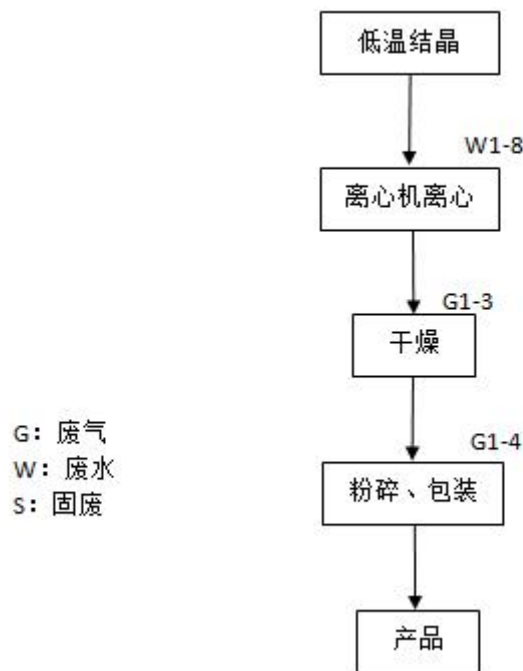 低温结晶
W1-8
离心机离心
G1-3
干燥
G1-4
粉碎、包装
产品
G：废气
W：废水
S：固废